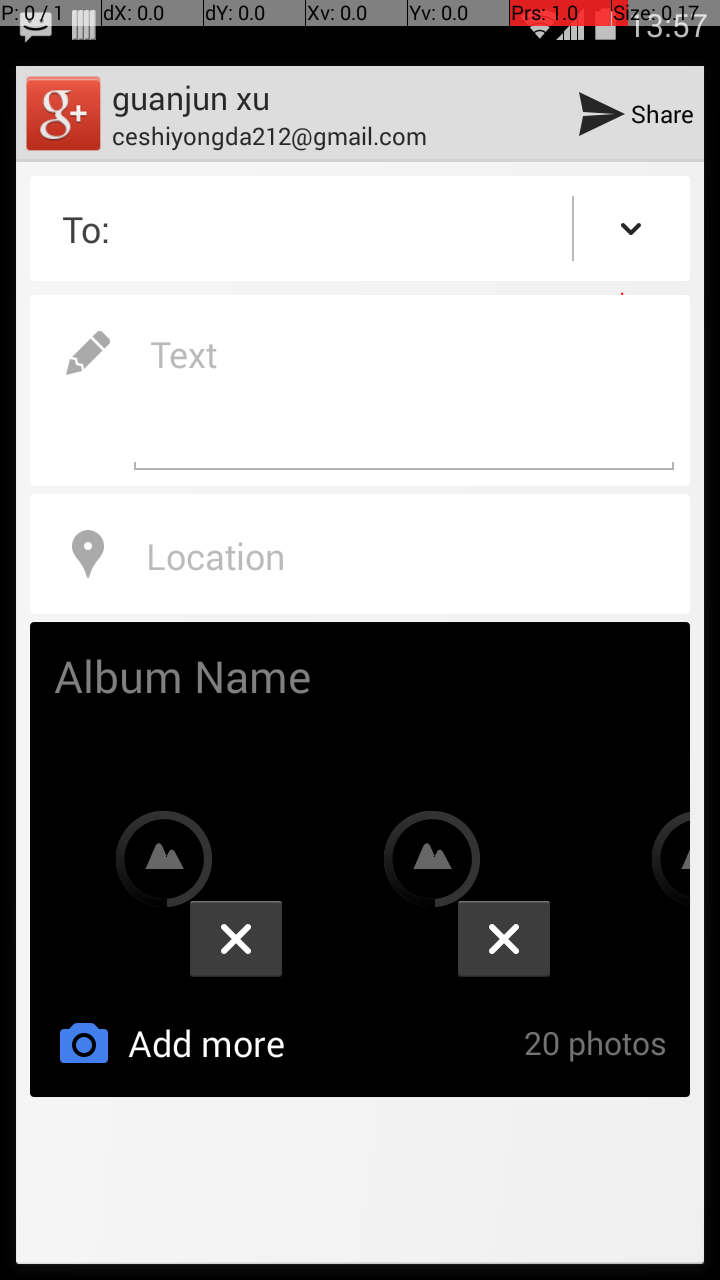 P: 0 / 1 dX: 0.0 dY: 0.0 Xv: 0.0 Yv: 0.0 Prs: 1.0 Size: 0.17
13:57
g+ guanjun xu
ceshiyongda212@gmail.com
Share
To:
Text
Location
Album Name
Add more 20 photos